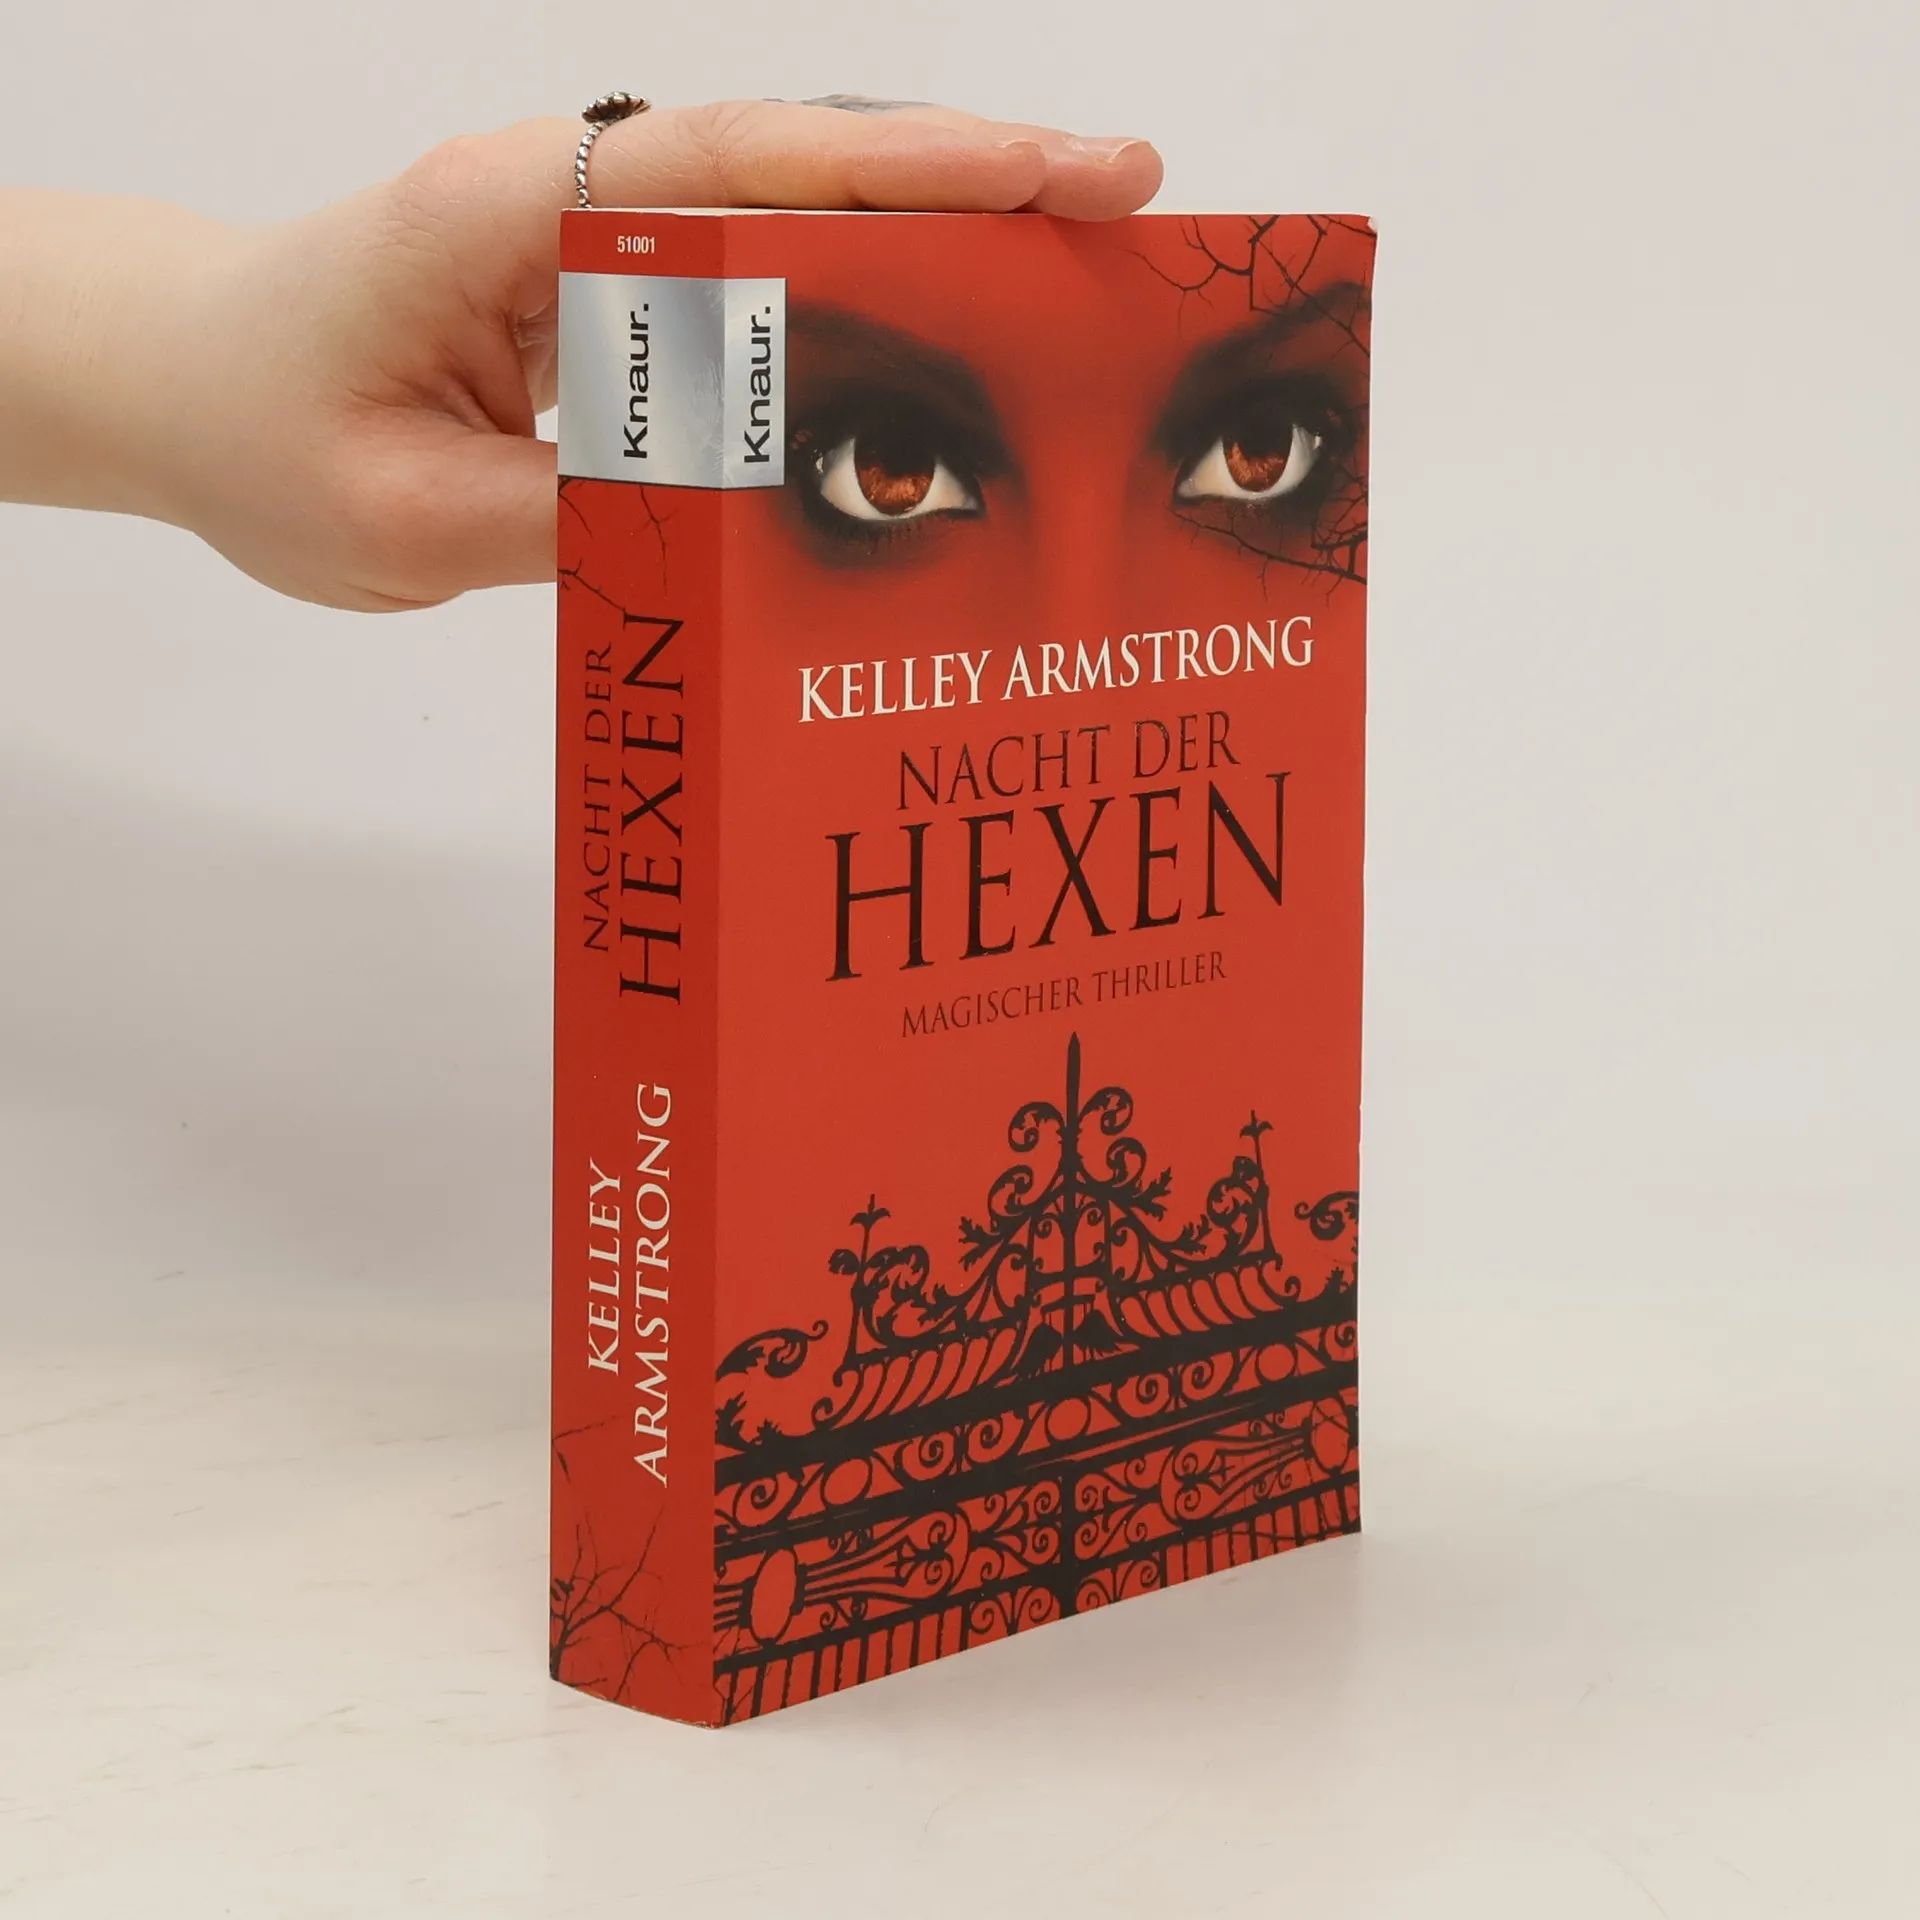 51001
Knaur.
NACHT DER
HEXEN
KELLEY
ARMSTRONG
Knaur.
KELLEY ARMSTRONG
NACHT DER
HEXEN
MAGISCHER THRILLER